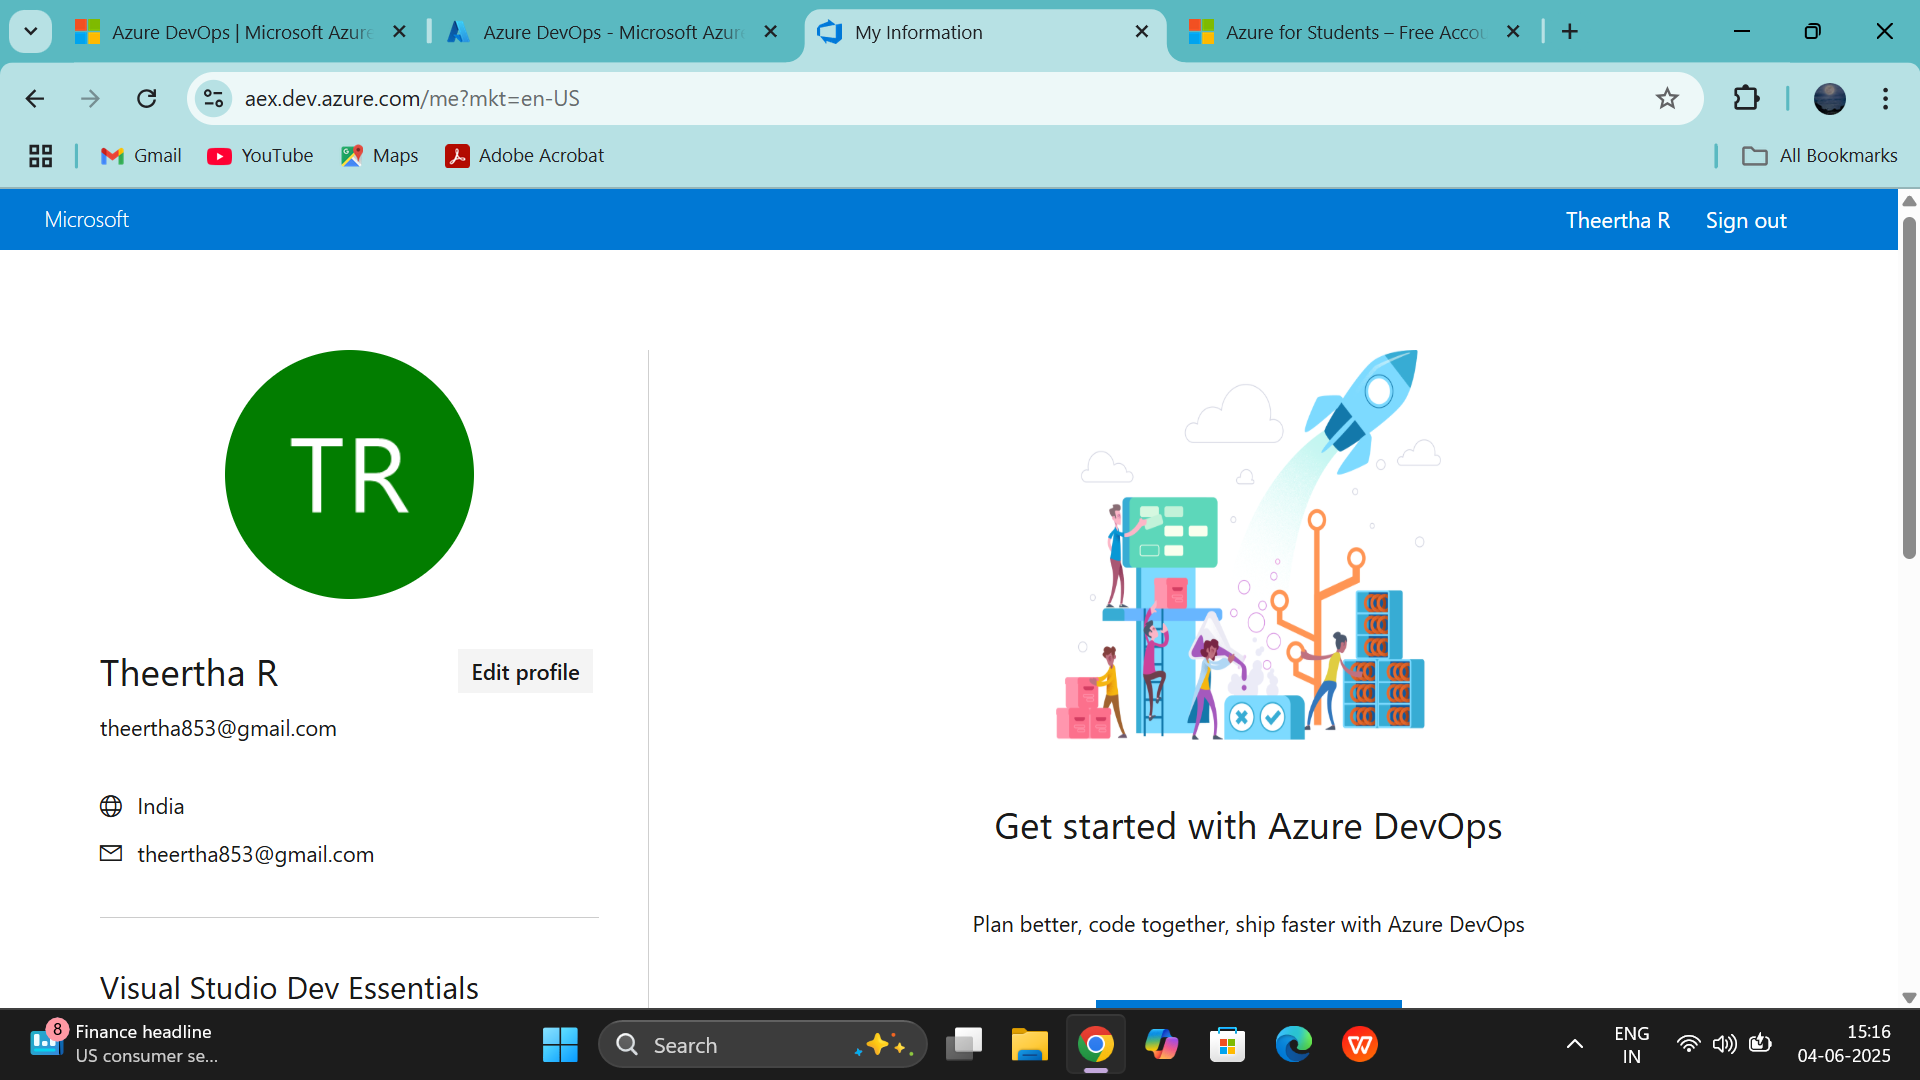 Azure DevOps | Microsoft Azure
Azure DevOps - Microsoft Azur
My Information
Azure for Students – Free Accou
aex.dev.azure.com/me?mkt=en-US
Gmail
YouTube
Maps
Adobe Acrobat
All Bookmarks
Microsoft
Theertha R
Sign out
TR
Theertha R
Edit profile
theertha853@gmail.com
India
theertha853@gmail.com
Visual Studio Dev Essentials
Get started with Azure DevOps
Plan better, code together, ship faster with Azure DevOps
8
Finance headline
US consumer se...
Search
ENG
IN
15:16
04-06-2025